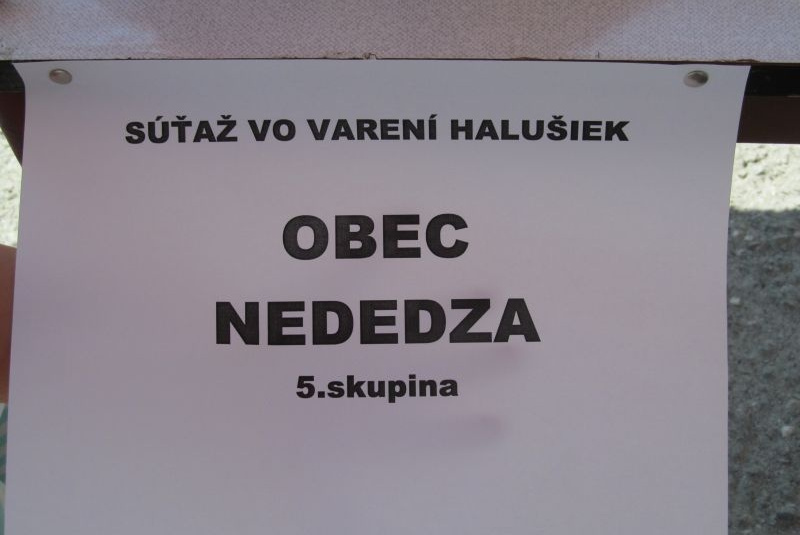 SÚŤAŽ VO VARENÍ HALUŠIEK
OBEC
NEDEDZA
5.skupina